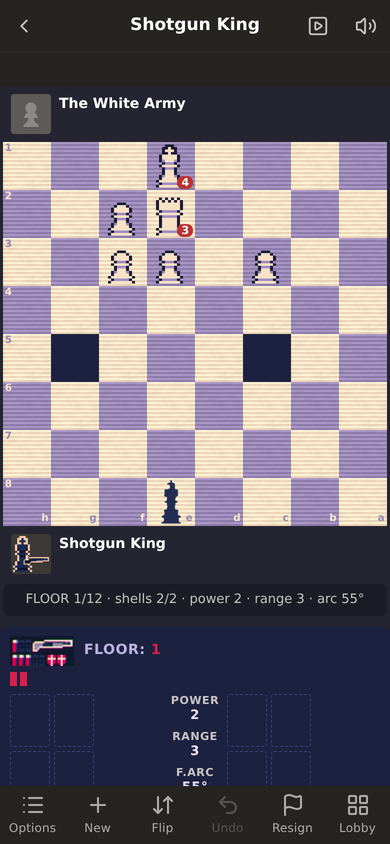 Shotgun King
The White Army
1
4
2
3
3
4
5
6
7
8
h g f e d c b a
Shotgun King
FLOOR 1/12 · shells 2/2 · power 2 · range 3 · arc 55°
FLOOR: 1
POWER
2
RANGE
3
F.ARC
55°
Options New Flip Undo Resign Lobby